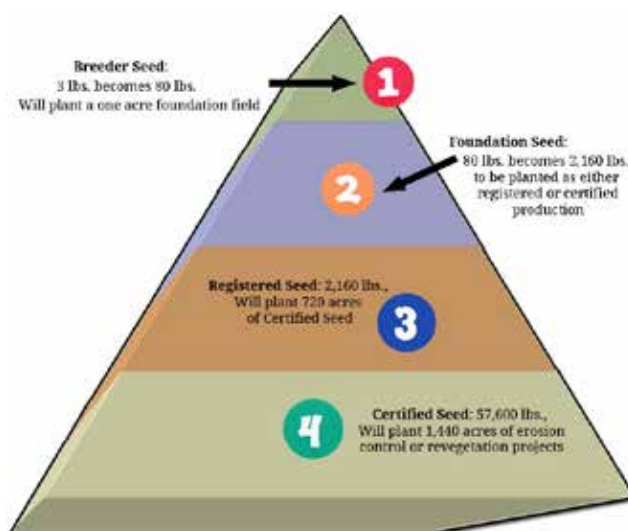 Breeder Seed:
3 lbs. becomes 80 lbs.
Will plant a one acre foundation field
1
Foundation Seed:
80 lbs. becomes 2,160 lbs.
to be planted as either
registered or certified
production
2
Registered Seed: 2,160 lbs.,
Will plant 720 acres
of Certified Seed
3
4
Certified Seed: 57,600 lbs.,
Will plant 1,440 acres of erosion
control or revegetation projects